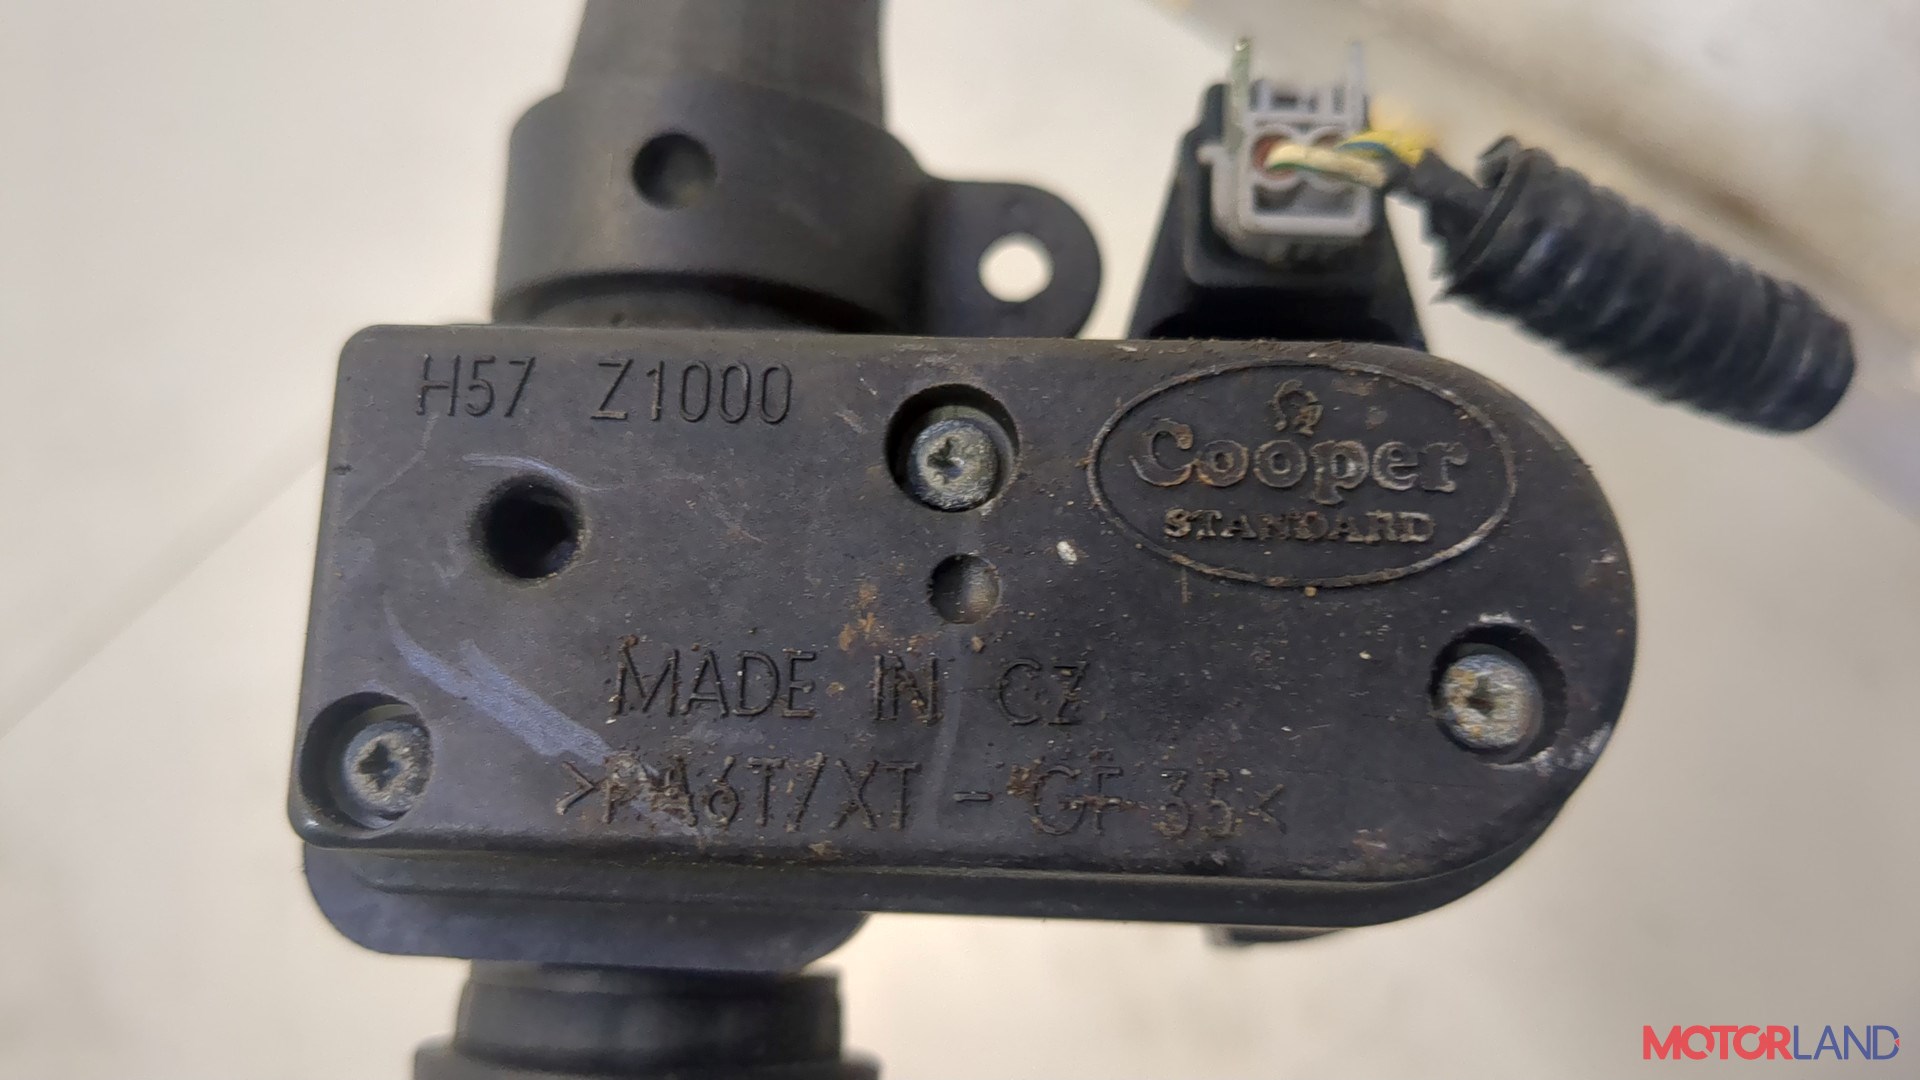 H57 Z1000
Cooper
STANDARD
MADE IN CZ
>PA6T/XT - GF 35<
MOTORLAND